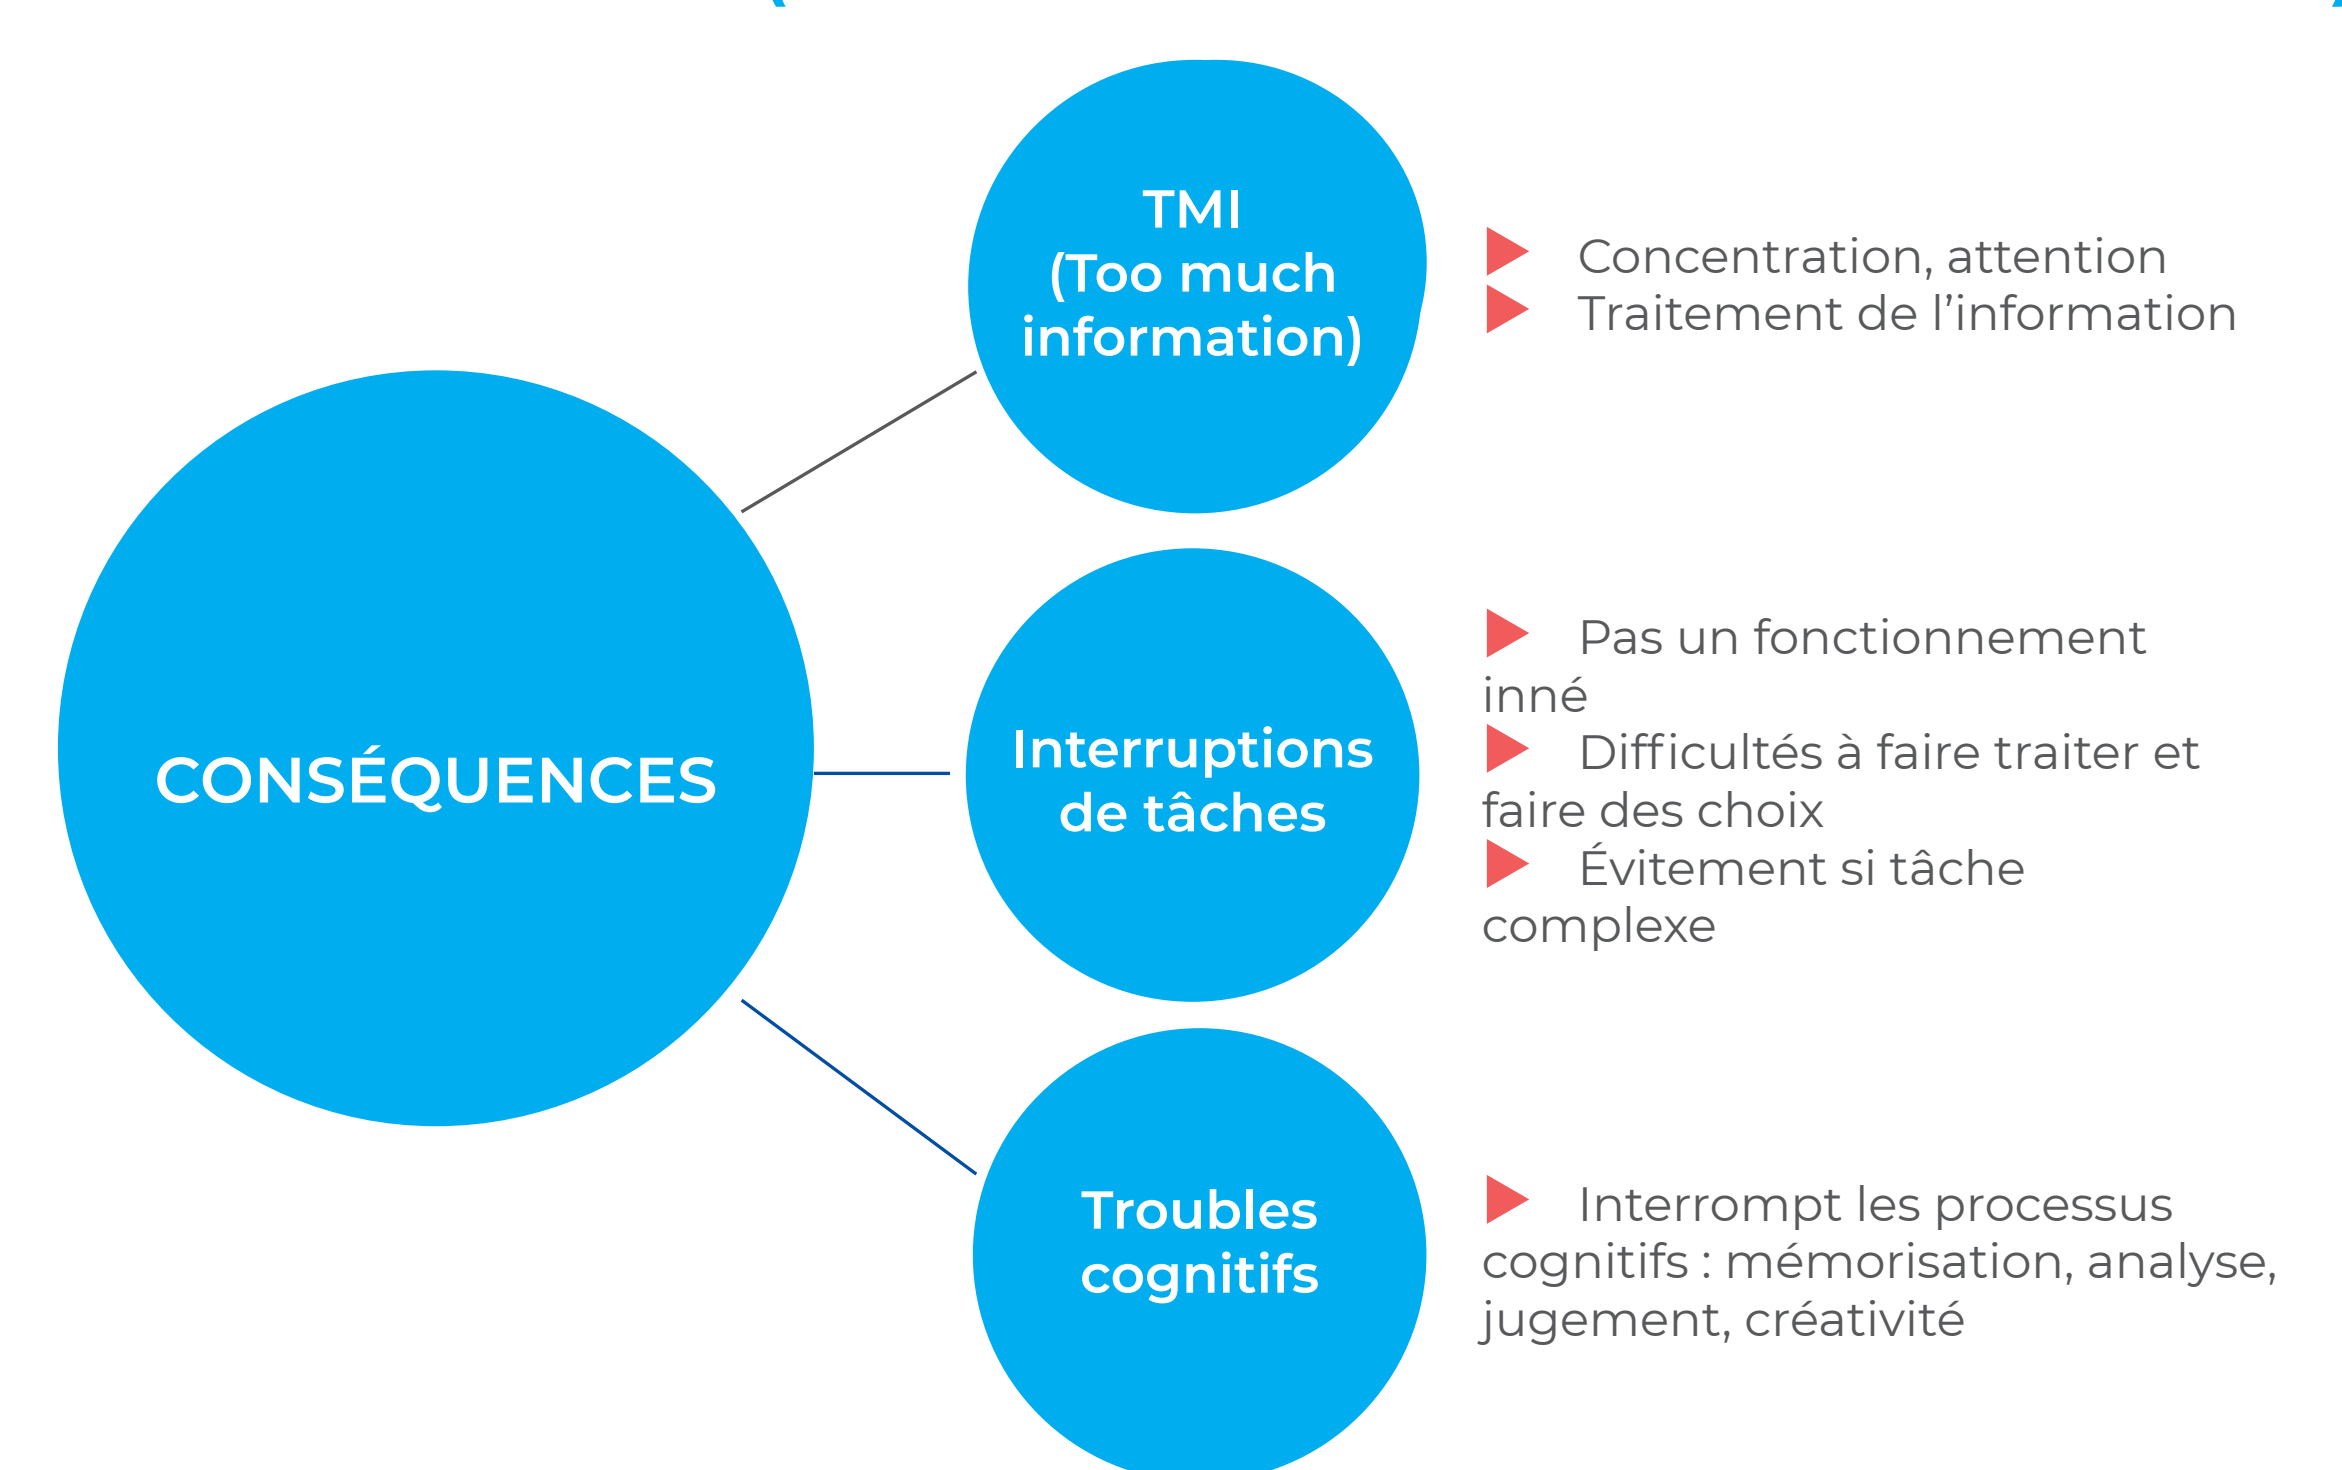 CONSÉQUENCES
TMI
(Too much
information)
Concentration, attention
Traitement de l’information
Interruptions
de tâches
Pas un fonctionnement
inné
Difficultés à faire traiter et
faire des choix
Évitement si tâche
complexe
Troubles
cognitifs
Interrompt les processus
cognitifs : mémorisation, analyse,
jugement, créativité